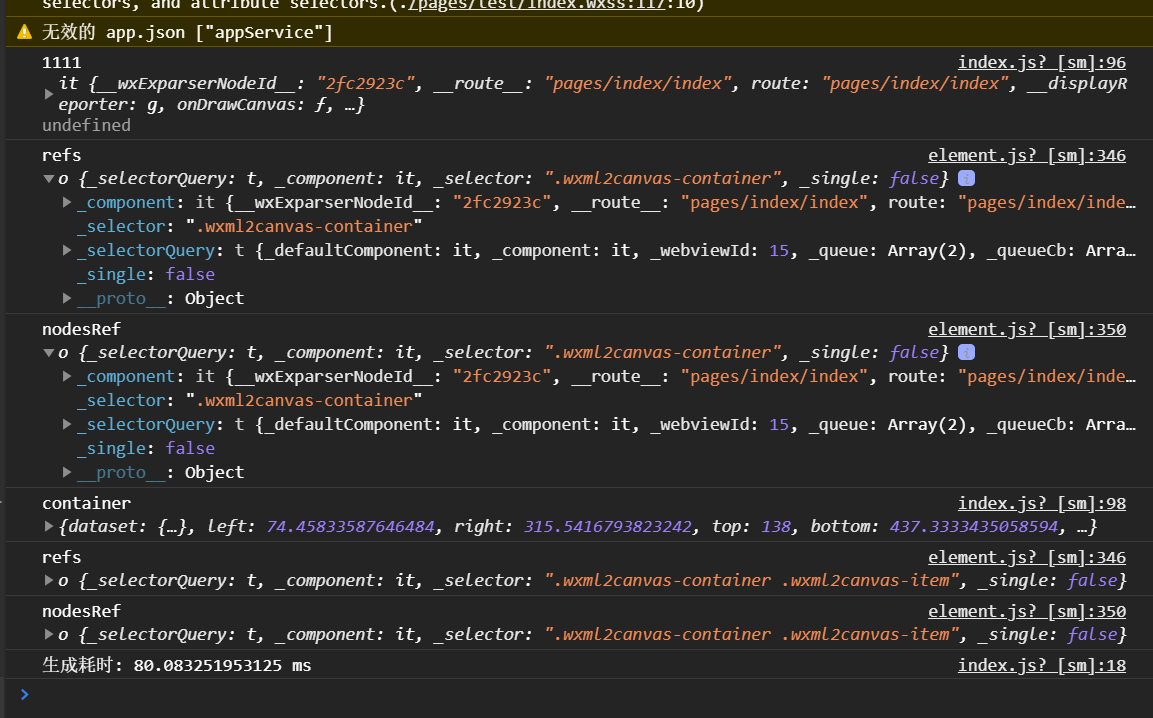 selectors, and attribute selectors.(./pages/test/index.wxss:117:10)
无效的 app.json ["appService"]
1111 index.js? [sm]:96
it {__wxExparserNodeId__: "2fc2923c", __route__: "pages/index/index", route: "pages/index/index", __displayR
eporter: g, onDrawCanvas: ƒ, …}
undefined
refs element.js? [sm]:346
o {_selectorQuery: t, _component: it, _selector: ".wxml2canvas-container", _single: false}
_component: it {__wxExparserNodeId__: "2fc2923c", __route__: "pages/index/index", route: "pages/index/inde…
_selector: ".wxml2canvas-container"
_selectorQuery: t {_defaultComponent: it, _component: it, _webviewId: 15, _queue: Array(2), _queueCb: Arra…
_single: false
__proto__: Object
nodesRef element.js? [sm]:350
o {_selectorQuery: t, _component: it, _selector: ".wxml2canvas-container", _single: false}
_component: it {__wxExparserNodeId__: "2fc2923c", __route__: "pages/index/index", route: "pages/index/inde…
_selector: ".wxml2canvas-container"
_selectorQuery: t {_defaultComponent: it, _component: it, _webviewId: 15, _queue: Array(2), _queueCb: Arra…
_single: false
__proto__: Object
container index.js? [sm]:98
{dataset: {…}, left: 74.45833587646484, right: 315.5416793823242, top: 138, bottom: 437.3333435058594, …}
refs element.js? [sm]:346
o {_selectorQuery: t, _component: it, _selector: ".wxml2canvas-container .wxml2canvas-item", _single: false}
nodesRef element.js? [sm]:350
o {_selectorQuery: t, _component: it, _selector: ".wxml2canvas-container .wxml2canvas-item", _single: false}
生成耗时: 80.083251953125 ms index.js? [sm]:18